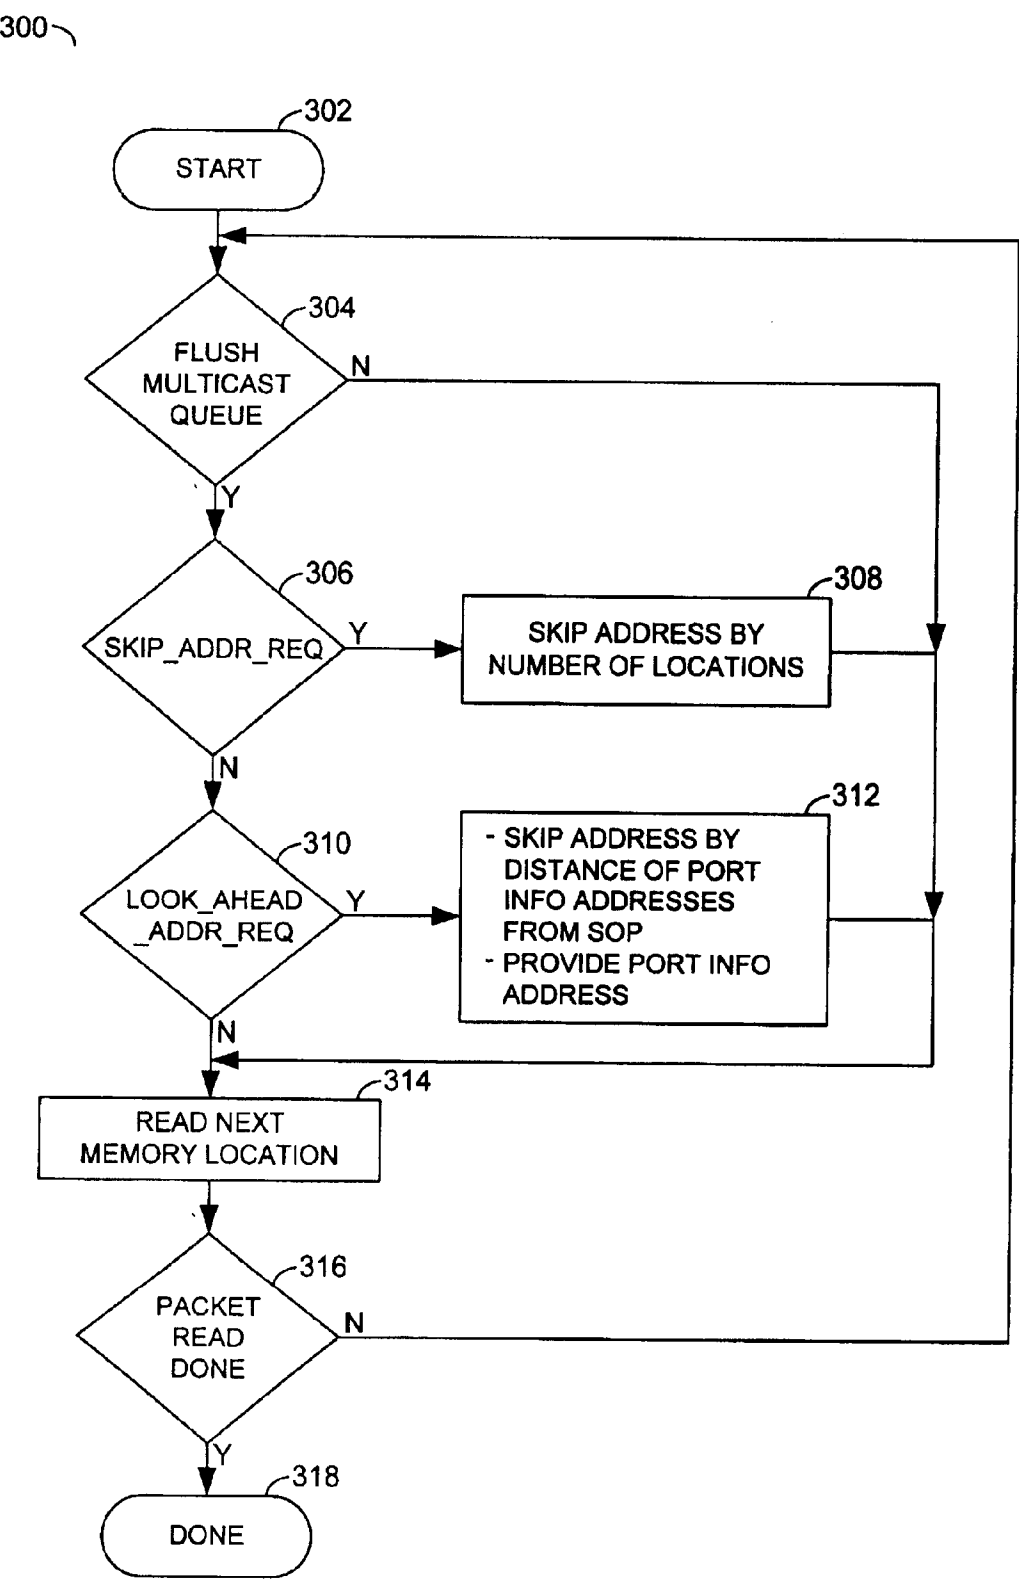 300
302
START
304
FLUSH
MULTICAST
QUEUE
N
Y
306
SKIP_ADDR_REQ
Y
308
SKIP ADDRESS BY
NUMBER OF LOCATIONS
N
310
LOOK_AHEAD
_ADDR_REQ
Y
312
- SKIP ADDRESS BY
DISTANCE OF PORT
INFO ADDRESSES
FROM SOP
- PROVIDE PORT INFO
ADDRESS
N
314
READ NEXT
MEMORY LOCATION
316
PACKET
READ
DONE
N
Y
318
DONE